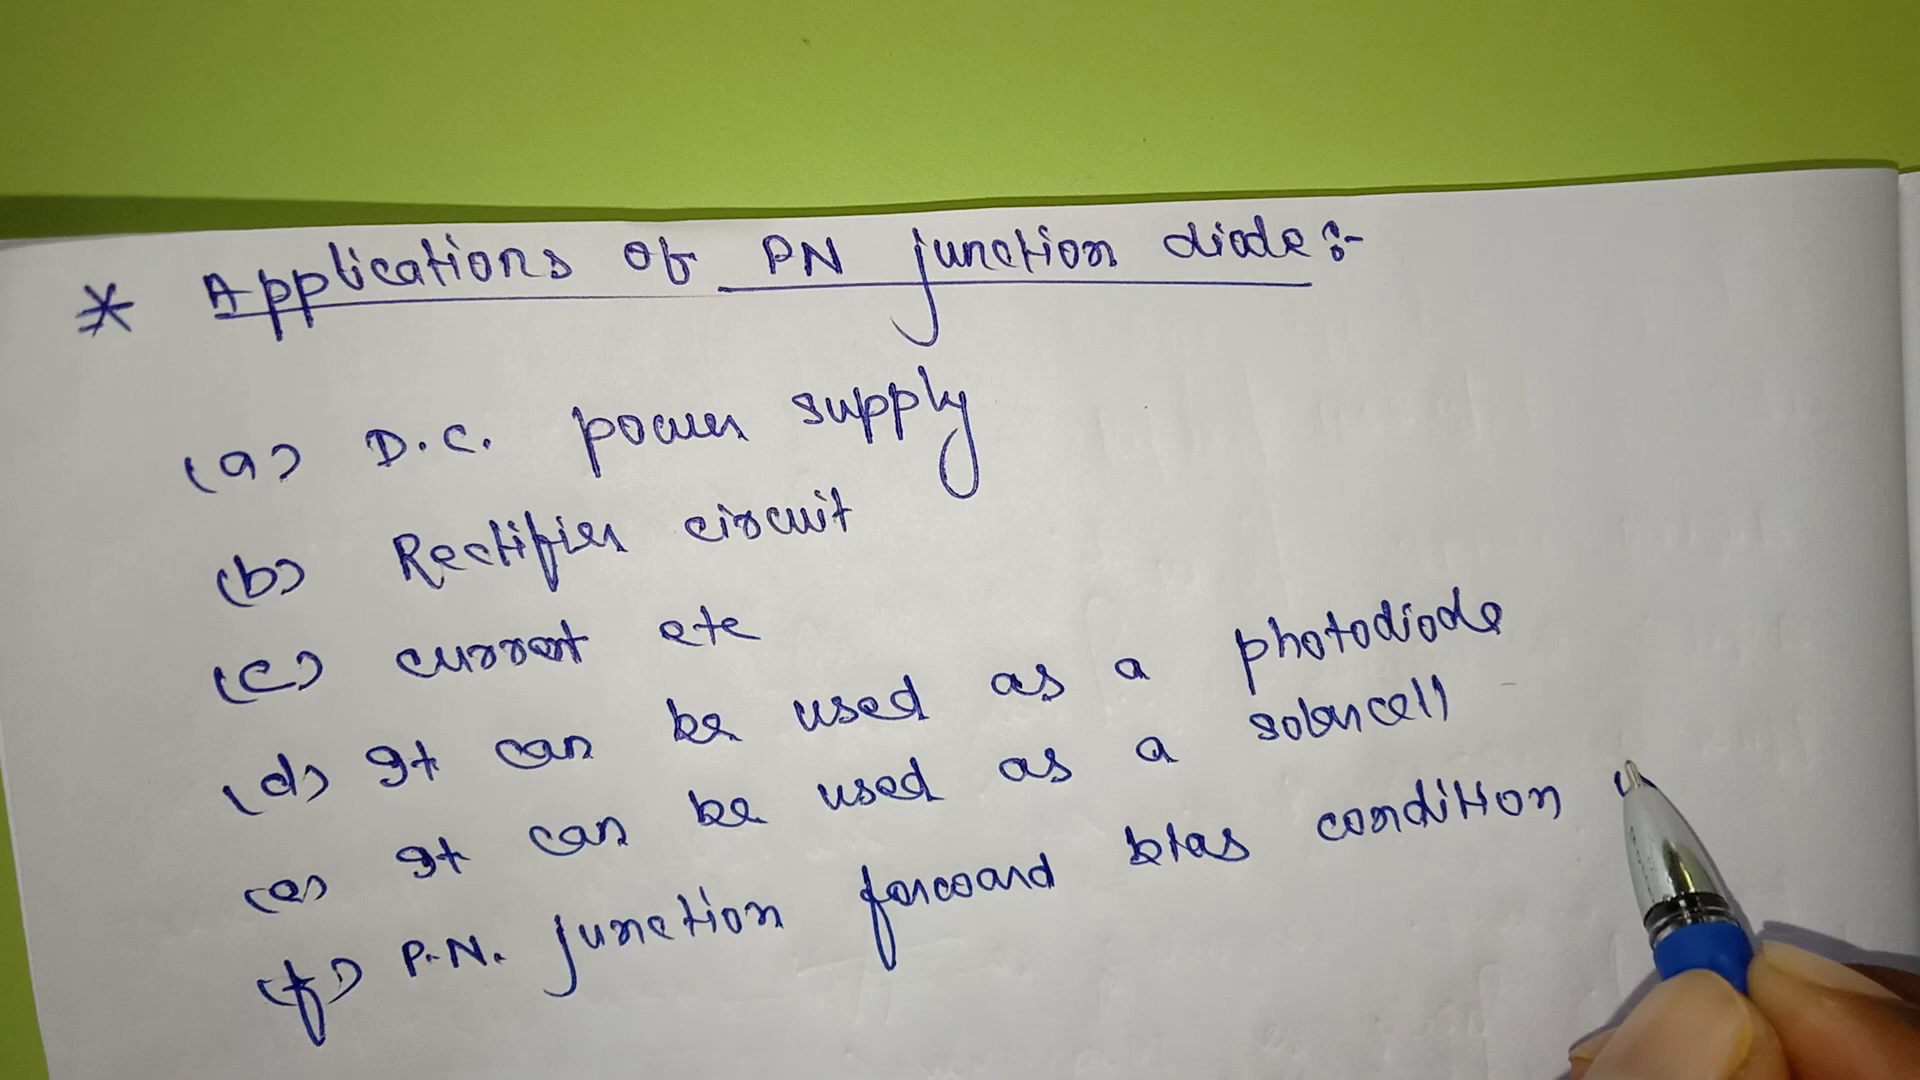 * Applications of PN junction diode :-
(a) D.C. power supply
(b) Rectifier circuit
(c) current etc
(d) It can be used as a photodiode
(e) It can be used as a solar cell
(f) P.N. junction forward bias condition